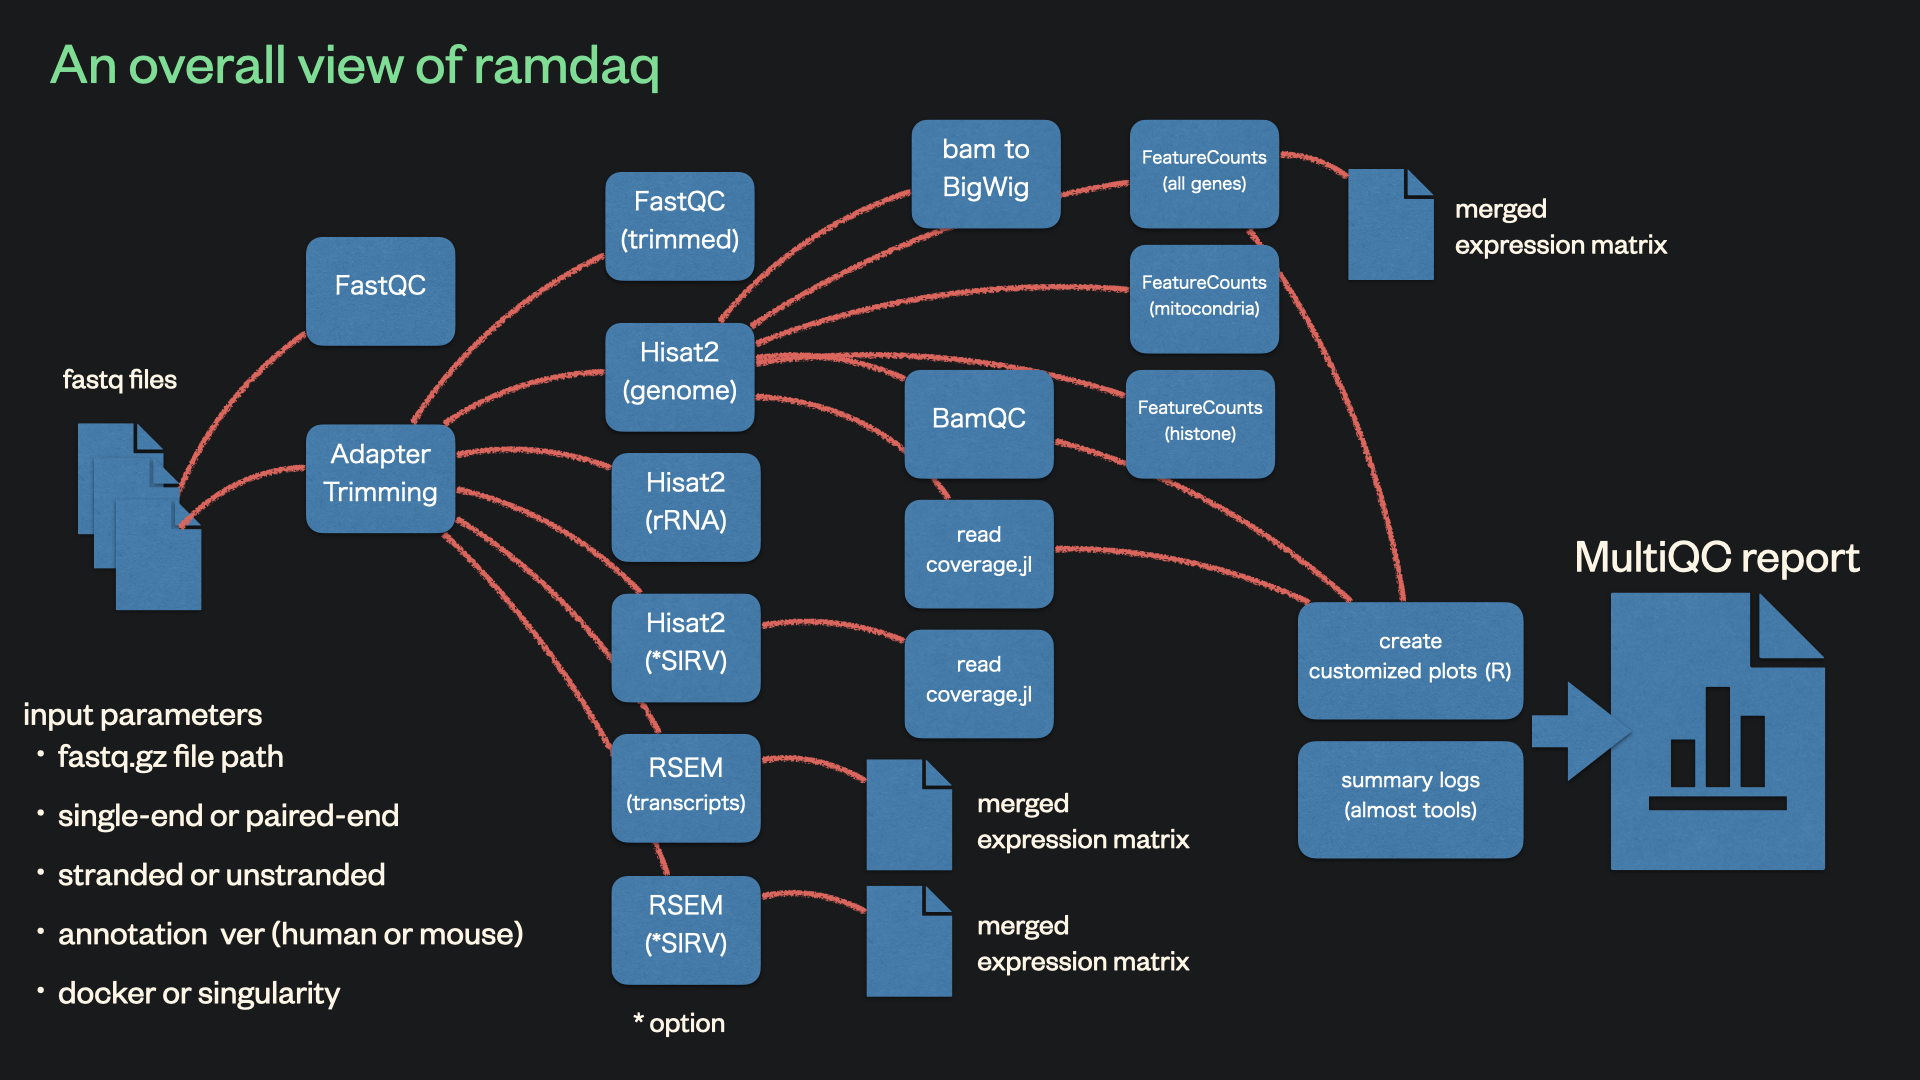 An overall view of ramdaq
fastq files
FastQC
Adapter
Trimming
FastQC
(trimmed)
Hisat2
(genome)
Hisat2
(rRNA)
Hisat2
(*SIRV)
RSEM
(transcripts)
RSEM
(*SIRV)
* option
bam to
BigWig
BamQC
read
coverage.jl
read
coverage.jl
merged
expression matrix
merged
expression matrix
FeatureCounts
(all genes)
FeatureCounts
(mitocondria)
FeatureCounts
(histone)
merged
expression matrix
create
customized plots (R)
summary logs
(almost tools)
MultiQC report
input parameters
・fastq.gz file path
・single-end or paired-end
・stranded or unstranded
・annotation ver (human or mouse)
・docker or singularity